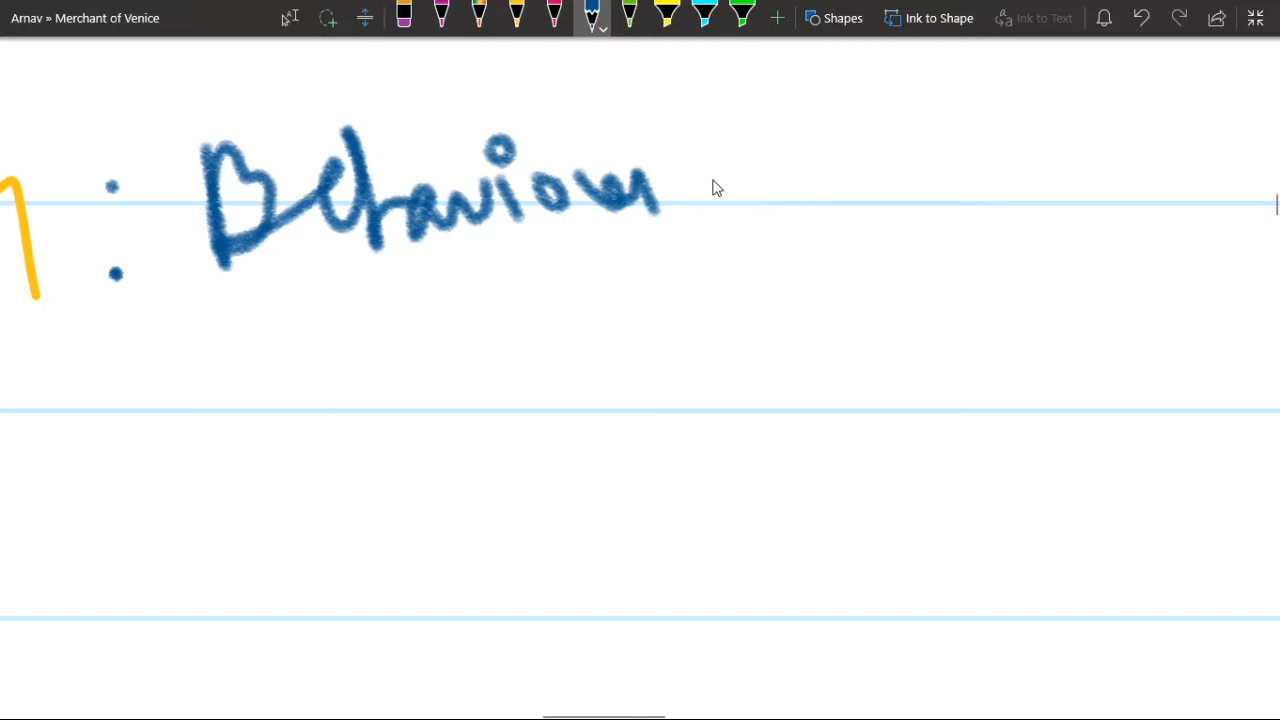 Arnav » Merchant of Venice
Shapes
Ink to Shape
Ink to Text
: Behaviour